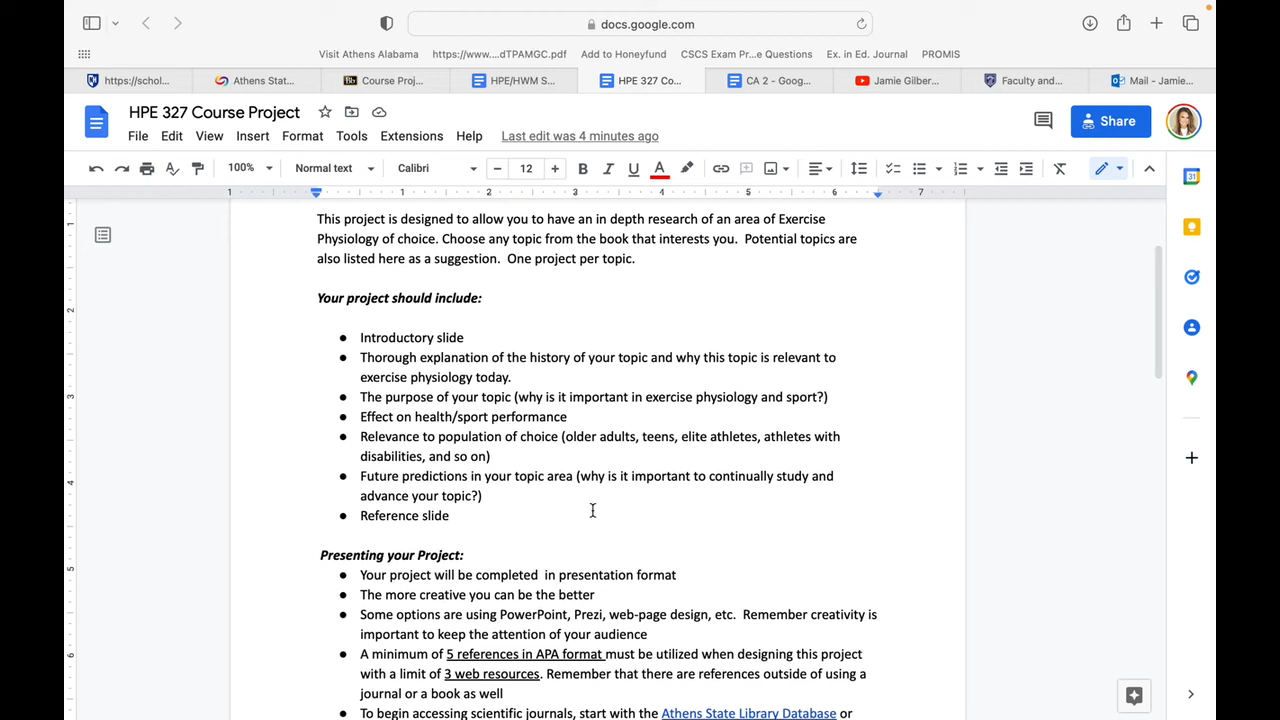 docs.google.com
Visit Athens Alabama
https://www....dTPAMGC.pdf
Add to Honeyfund
CSCS Exam Pr...e Questions
Ex. in Ed. Journal
PROMIS
https://schol...
Athens Stat...
Course Proj...
HPE/HWM S...
HPE 327 Co...
CA 2 - Goog...
Jamie Gilber...
Faculty and...
Mail - Jamie...
HPE 327 Course Project
File Edit View Insert Format Tools Extensions Help Last edit was 4 minutes ago
Share
100% Normal text Calibri 12
1 1 2 3 4 5 6 7
This project is designed to allow you to have an in depth research of an area of Exercise
Physiology of choice. Choose any topic from the book that interests you.  Potential topics are
also listed here as a suggestion.  One project per topic.
Your project should include:
● Introductory slide
● Thorough explanation of the history of your topic and why this topic is relevant to
exercise physiology today.
● The purpose of your topic (why is it important in exercise physiology and sport?)
● Effect on health/sport performance
● Relevance to population of choice (older adults, teens, elite athletes, athletes with
disabilities, and so on)
● Future predictions in your topic area (why is it important to continually study and
advance your topic?)
● Reference slide
Presenting your Project:
● Your project will be completed  in presentation format
● The more creative you can be the better
● Some options are using PowerPoint, Prezi, web-page design, etc.  Remember creativity is
important to keep the attention of your audience
● A minimum of 5 references in APA format must be utilized when designing this project
with a limit of 3 web resources. Remember that there are references outside of using a
journal or a book as well
● To begin accessing scientific journals, start with the Athens State Library Database or